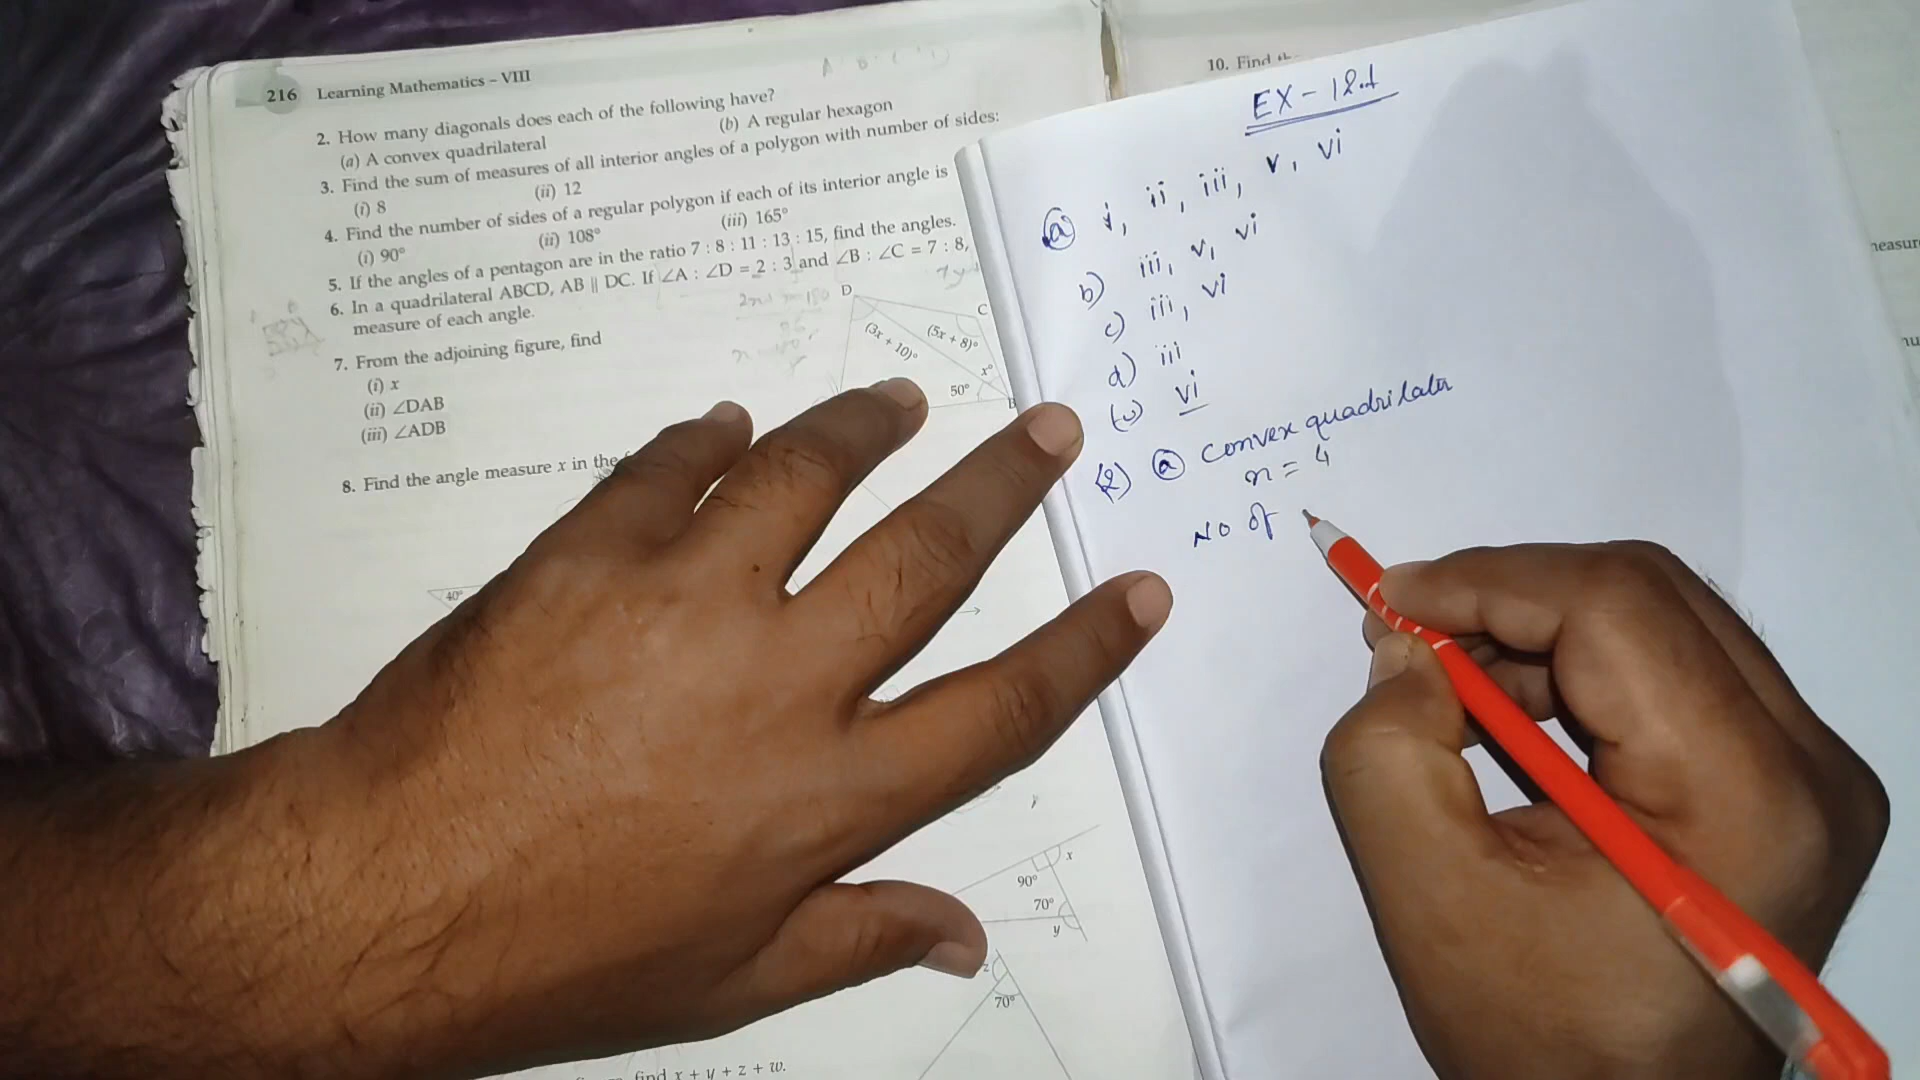 216 Learning Mathematics – VIII
2. How many diagonals does each of the following have?
(a) A convex quadrilateral (b) A regular hexagon
3. Find the sum of measures of all interior angles of a polygon with number of sides:
(i) 8 (ii) 12
4. Find the number of sides of a regular polygon if each of its interior angle is
(i) 90° (ii) 108° (iii) 165°
5. If the angles of a pentagon are in the ratio 7 : 8 : 11 : 13 : 15, find the angles.
6. In a quadrilateral ABCD, AB || DC. If ∠A : ∠D = 2 : 3 and ∠B : ∠C = 7 : 8,
measure of each angle.
7. From the adjoining figure, find
(i) x
(ii) ∠DAB
(iii) ∠ADB
D
C
(3x + 10)°
(5x + 8)°
x°
50°
B
8. Find the angle measure x in the
40°
90°
x
70°
y
z
70°
find x + y + z + w.
10. Find
EX - 12.1
(a) i, ii, iii, v, vi
b) iii, v, vi
c) iii, vi
d) iii
vi
(2) (a) Convex quadrilater
n = 4
No of